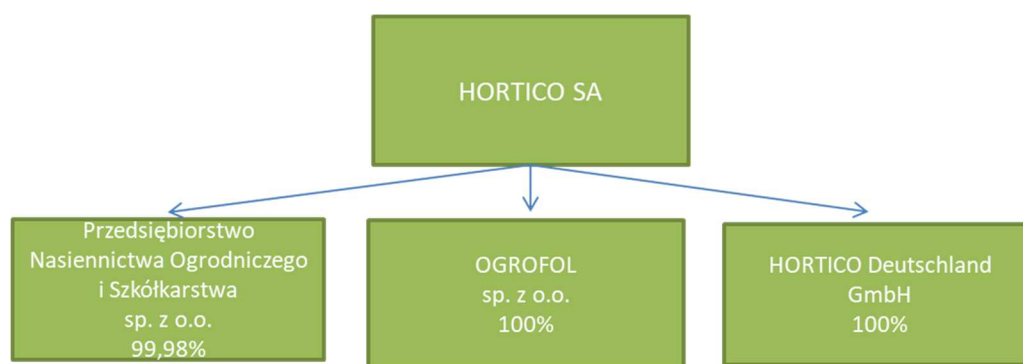 HORTICO SA
Przedsiębiorstwo
Nasiennictwa Ogrodniczego
i Szkółkarstwa
sp. z o.o.
99,98%
OGROFOL
sp. z o.o.
100%
HORTICO Deutschland
GmbH
100%